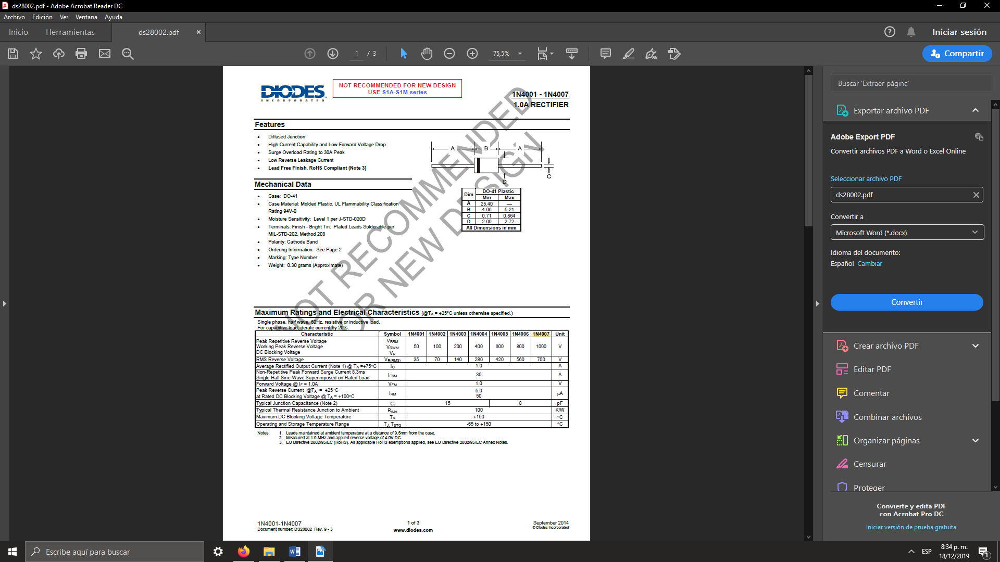 ds28002.pdf - Adobe Acrobat Reader DC
Archivo Edición Ver Ventana Ayuda
Inicio Herramientas ds28002.pdf × Iniciar sesión
1 / 3 75,5% Compartir
DIODES
INCORPORATED
NOT RECOMMENDED FOR NEW DESIGN
USE S1A-S1M series
1N4001 - 1N4007
1.0A RECTIFIER
NOT RECOMMENDED
FOR NEW DESIGN
Features
• Diffused Junction
• High Current Capability and Low Forward Voltage Drop
• Surge Overload Rating to 30A Peak
• Low Reverse Leakage Current
• Lead Free Finish, RoHS Compliant (Note 3)
A B A
C
D
Mechanical Data
• Case: DO-41
• Case Material: Molded Plastic. UL Flammability Classification
Rating 94V-0
• Moisture Sensitivity: Level 1 per J-STD-020D
• Terminals: Finish - Bright Tin. Plated Leads Solderable per
MIL-STD-202, Method 208
• Polarity: Cathode Band
• Ordering Information: See Page 2
• Marking: Type Number
• Weight: 0.30 grams (Approximate)
Dim DO-41 Plastic
Min Max
A 25.40 —
B 4.06 5.21
C 0.71 0.864
D 2.00 2.72
All Dimensions in mm
Maximum Ratings and Electrical Characteristics (@TA = +25°C unless otherwise specified.)
Single phase, half wave, 60Hz, resistive or inductive load.
For capacitive load, derate current by 20%.
Characteristic Symbol 1N4001 1N4002 1N4003 1N4004 1N4005 1N4006 1N4007 Unit
Peak Repetitive Reverse Voltage VRRM
Working Peak Reverse Voltage VRWM 50 100 200 400 600 800 1000 V
DC Blocking Voltage VR
RMS Reverse Voltage VR(RMS) 35 70 140 280 420 560 700 V
Average Rectified Output Current (Note 1) @ TA =+75°C IO 1.0 A
Non-Repetitive Peak Forward Surge Current 8.3ms
Single Half Sine-Wave Superimposed on Rated Load IFSM 30 A
Forward Voltage @ IF = 1.0A VFM 1.0 V
Peak Reverse Current @TA = +25°C 5.0
at Rated DC Blocking Voltage @ TA = +100°C IRM 50 µA
Typical Junction Capacitance (Note 2) Cj 15 8 pF
Typical Thermal Resistance Junction to Ambient RθJA 100 K/W
Maximum DC Blocking Voltage Temperature TA +150 °C
Operating and Storage Temperature Range TJ, TSTG -65 to +150 °C
Notes: 1. Leads maintained at ambient temperature at a distance of 9.5mm from the case.
2. Measured at 1.0 MHz and applied reverse voltage of 4.0V DC.
3. EU Directive 2002/95/EC (RoHS). All applicable RoHS exemptions applied, see EU Directive 2002/95/EC Annex Notes.
1N4001-1N4007
Document number: DS28002 Rev. 9 - 3
1 of 3
www.diodes.com
September 2014
© Diodes Incorporated
Buscar 'Extraer página'
Exportar archivo PDF
Adobe Export PDF
Convertir archivos PDF a Word o Excel Online
Seleccionar archivo PDF
ds28002.pdf
Convertir a
Microsoft Word (*.docx)
Idioma del documento:
Español Cambiar
Convertir
Crear archivo PDF
Editar PDF
Comentar
Combinar archivos
Organizar páginas
Censurar
Proteger
Convierte y edita PDF
con Acrobat Pro DC
Iniciar versión de prueba gratuita
Escribe aquí para buscar
ESP
8:34 p. m.
18/12/2019
1